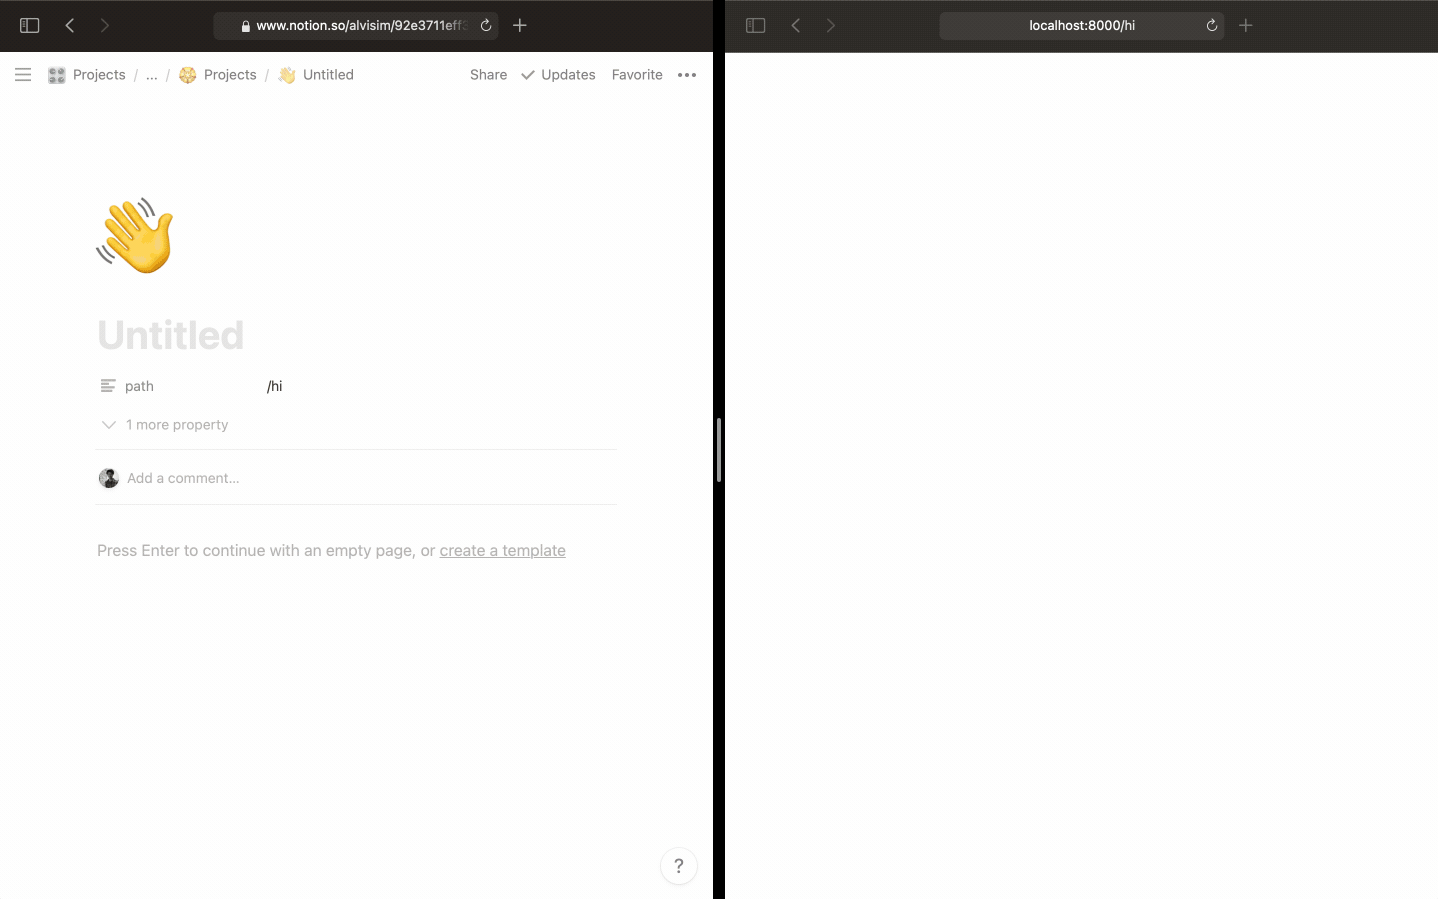 www.notion.so/alvisim/92e3711eff
localhost:8000/hi
Projects / ... / Projects / Untitled
Share Updates Favorite •••
Untitled
path /hi
1 more property
Add a comment...
Press Enter to continue with an empty page, or create a template
?